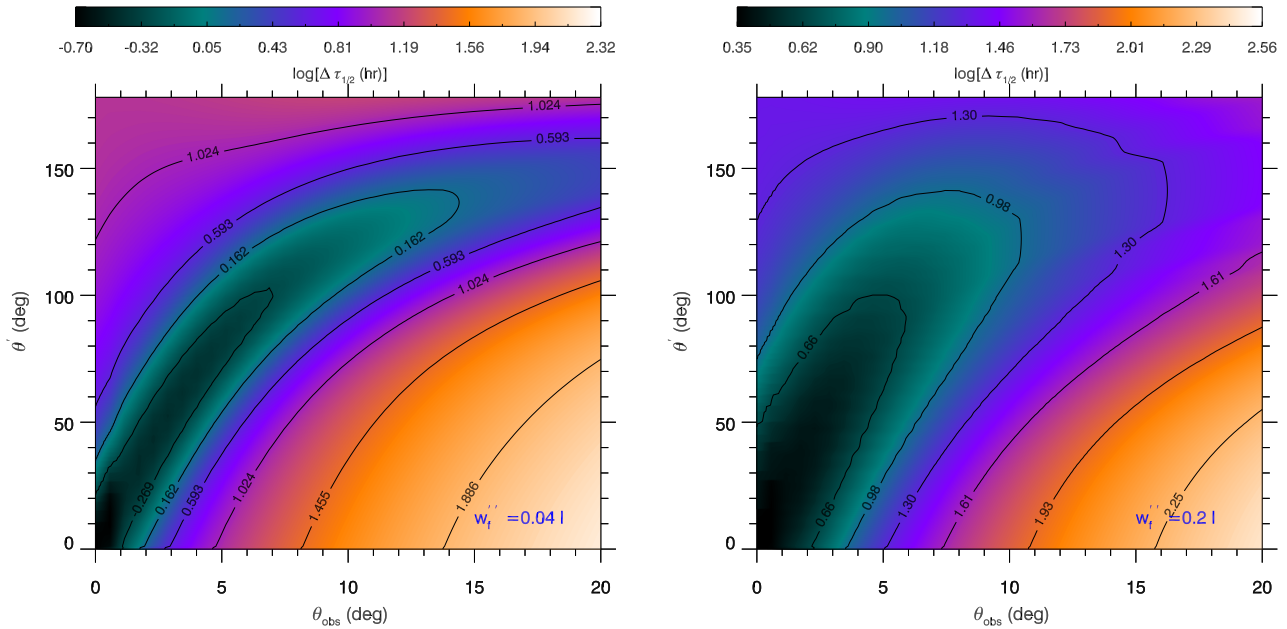 -0.70 -0.32 0.05 0.43 0.81 1.19 1.56 1.94 2.32
log[Δ τ1/2 (hr)]
1.024
1.024
0.593
0.593
0.162
0.162
0.593
1.024
-0.269
0.162
0.593
1.024
1.455
1.886
w_f'' =0.04 l
150
100
50
0
θ' (deg)
0 5 10 15 20
θobs (deg)
0.35 0.62 0.90 1.18 1.46 1.73 2.01 2.29 2.56
log[Δ τ1/2 (hr)]
1.30
0.98
1.30
1.61
0.66
0.66
0.98
1.30
1.61
1.93
2.25
w_f'' =0.2 l
150
100
50
0
θ' (deg)
0 5 10 15 20
θobs (deg)